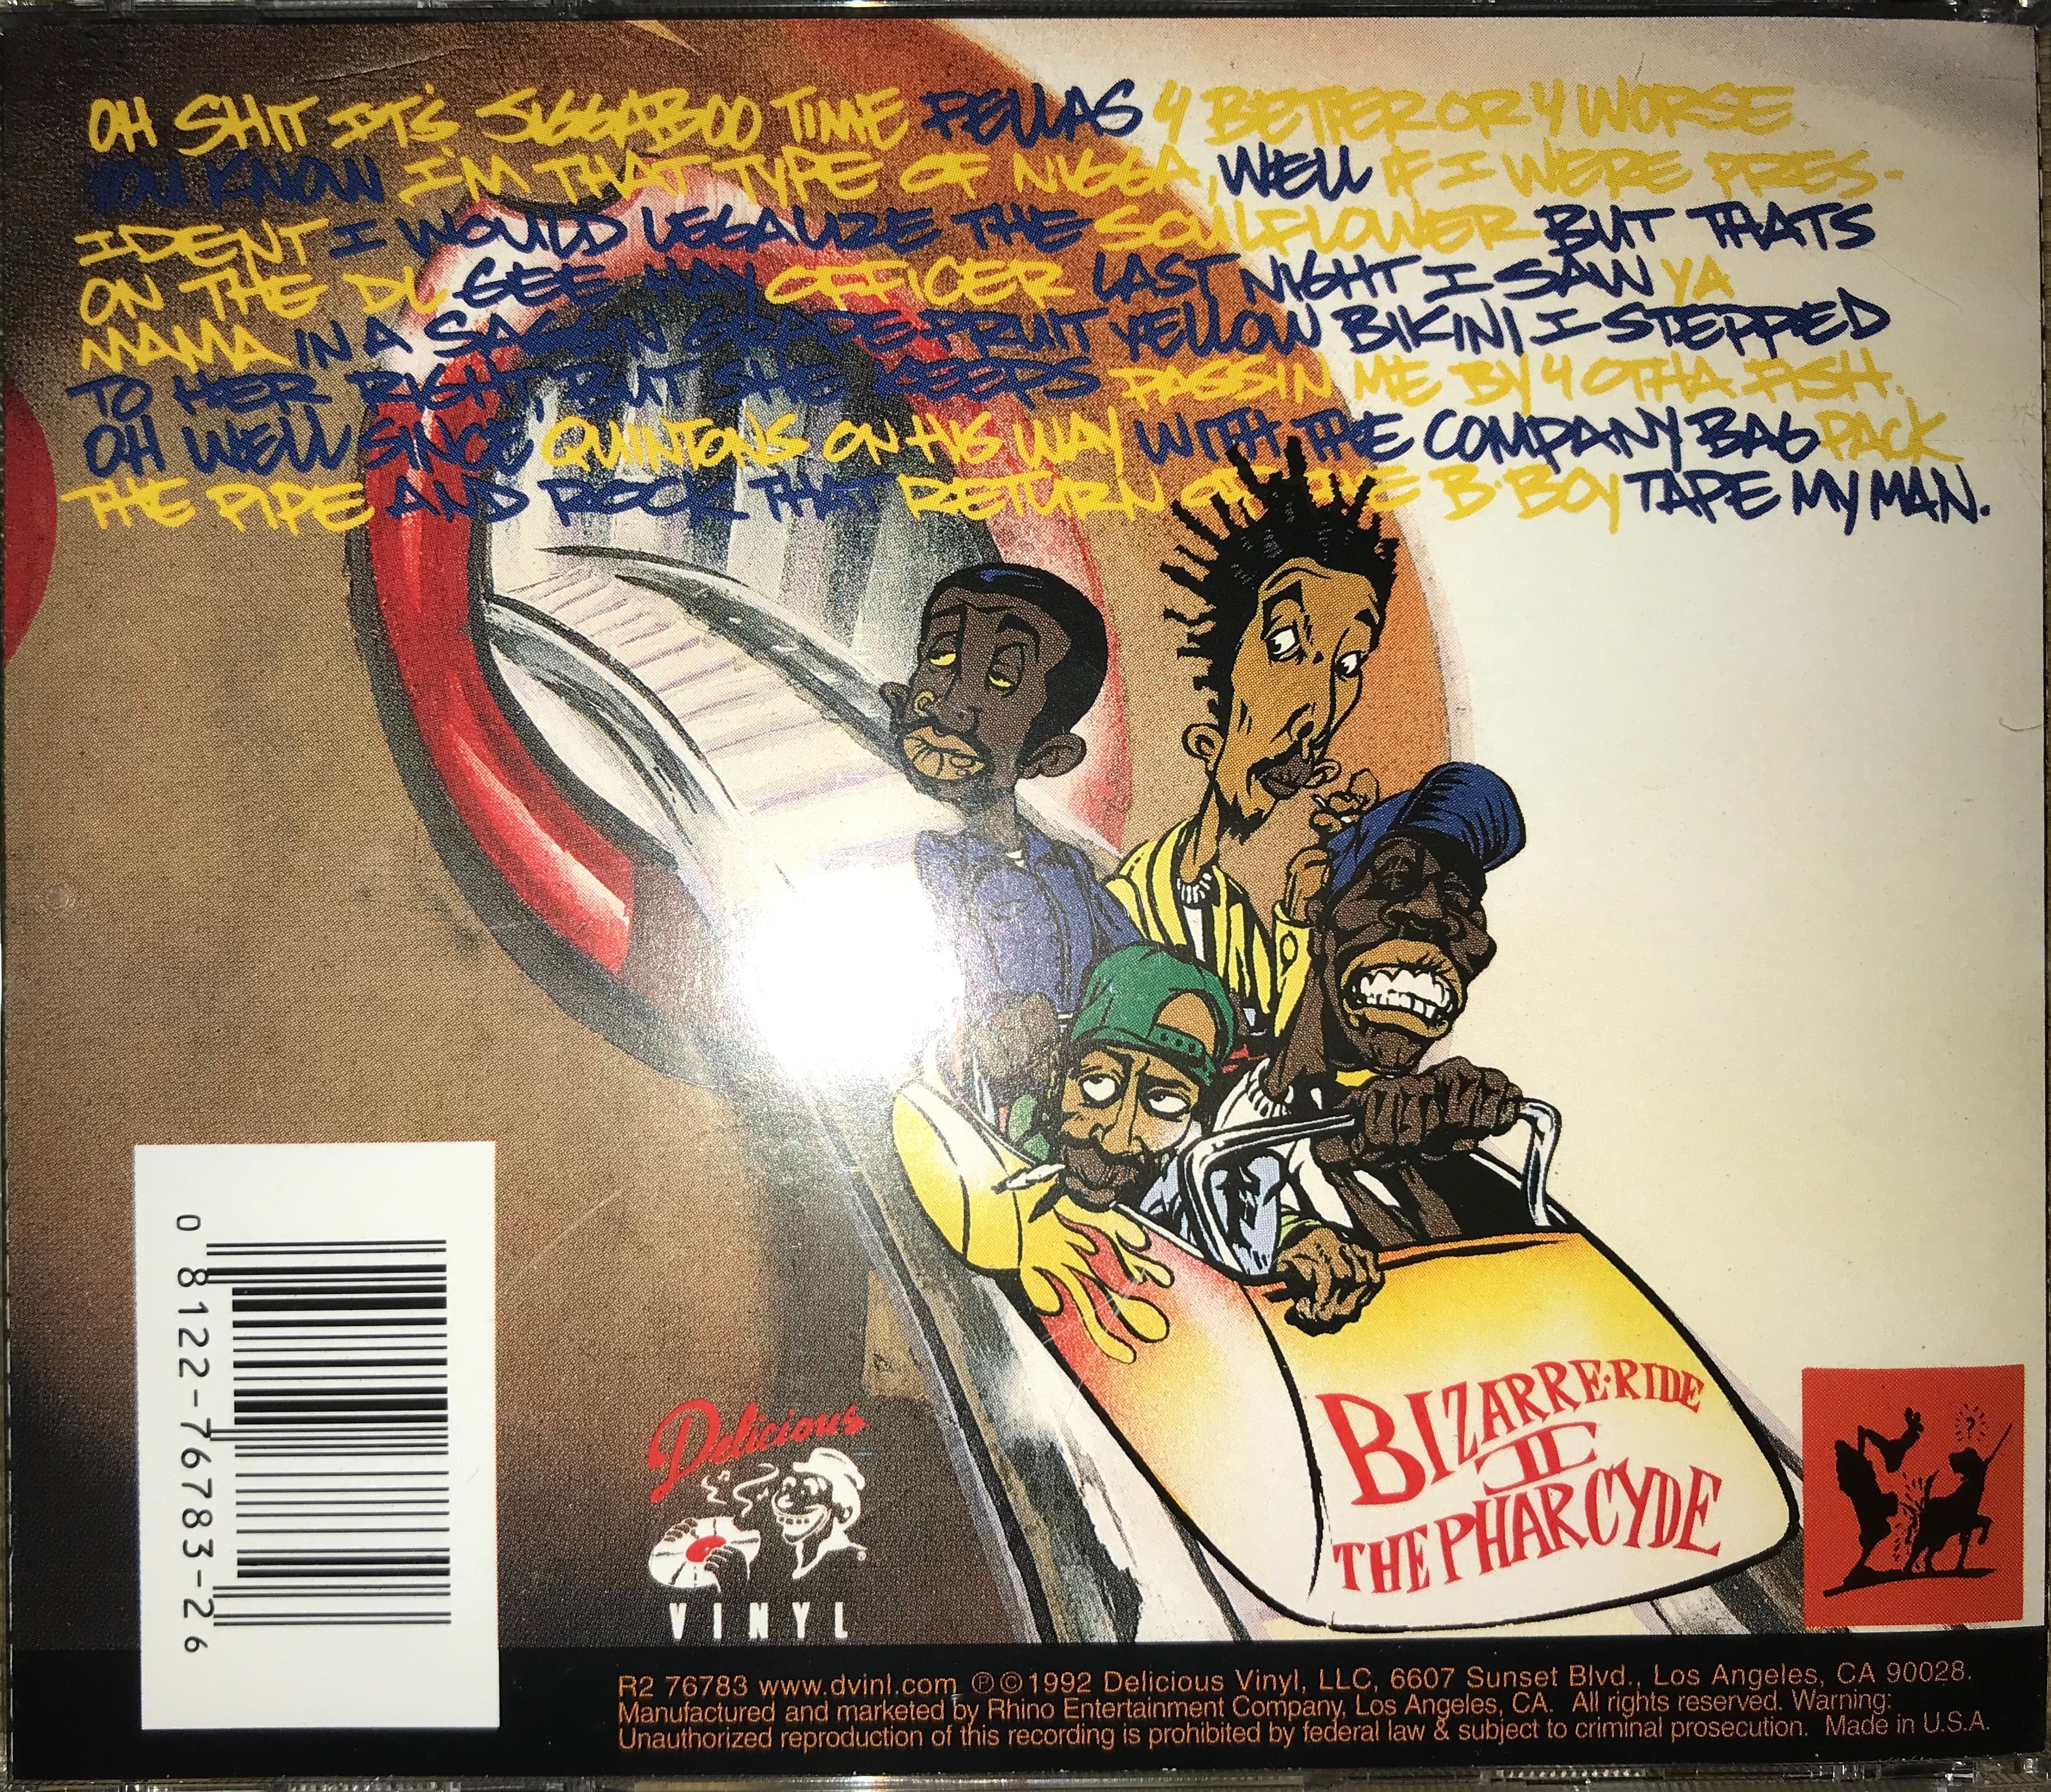 OH SHIT IT'S JIGGABOO TIME FELLAS 4 BETTER OR 4 WORSE
YOU KNOW I'M THAT TYPE OF NIGGA, WELL IF I WERE PRES-
IDENT I WOULD LEGALIZE THE SOULFLOWER BUT THATS
ON THE DL GEE HAY OFFICER LAST NIGHT I SAW YA
MAMA IN A SAGGIN GRAPEFRUIT YELLOW BIKINI I STEPPED
TO HER RIGHT, BUT SHE KEEPS PASSIN ME BY 4 OTHA FISH.
OH WELL SINCE QUINTON'S ON HIS WAY WITH THE COMPANY BAG PACK
THE PIPE AND ROCK THAT RETURN OF THE B-BOY TAPE MY MAN.
BIZARRE·RIDE
II
THE PHARCYDE
0 8122-76783-2 6
Delicious
VINYL
?
R2 76783 www.dvinl.com ℗©1992 Delicious Vinyl, LLC, 6607 Sunset Blvd., Los Angeles, CA 90028.
Manufactured and marketed by Rhino Entertainment Company, Los Angeles, CA. All rights reserved. Warning:
Unauthorized reproduction of this recording is prohibited by federal law & subject to criminal prosecution. Made in U.S.A.